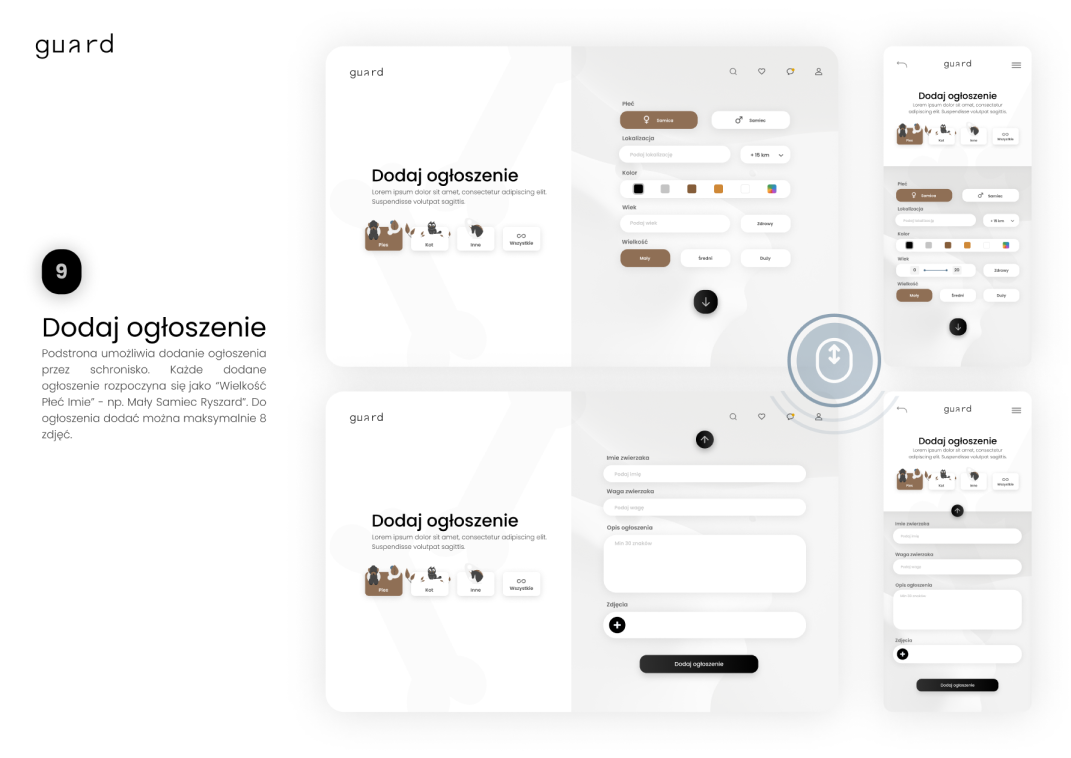 guard
9
Dodaj ogłoszenie
Podstrona umożliwia dodanie ogłoszenia
przez schronisko. Każde dodane
ogłoszenie rozpoczyna się jako "Wielkość
Płeć Imie" - np. Mały Samiec Ryszard". Do
ogłoszenia dodać można maksymalnie 8
zdjęć.
guard
Dodaj ogłoszenie
Lorem ipsum dolor sit amet, consectetur adipiscing elit.
Suspendisse volutpat sagittis.
Pies Kot Inne Wszystkie
Płeć
Samica Samiec
Lokalizacja
Podaj lokalizację + 15 km
Kolor
Wiek
Podaj wiek Zdrowy
Wielkość
Mały Średni Duży
guard
Dodaj ogłoszenie
Lorem ipsum dolor sit amet, consectetur
adipiscing elit. Suspendisse volutpat sagittis.
Pies Kot Inne Wszystkie
Płeć
Samica Samiec
Lokalizacja
Podaj lokalizację + 15 km
Kolor
Wiek
0 20 Zdrowy
Wielkość
Mały Średni Duży
guard
Dodaj ogłoszenie
Lorem ipsum dolor sit amet, consectetur adipiscing elit.
Suspendisse volutpat sagittis.
Pies Kot Inne Wszystkie
Imie zwierzaka
Podaj imię
Waga zwierzaka
Podaj wagę
Opis ogłoszenia
Min 30 znaków
Zdjęcia
Dodaj ogłoszenie
guard
Dodaj ogłoszenie
Lorem ipsum dolor sit amet, consectetur
adipiscing elit. Suspendisse volutpat sagittis.
Pies Kot Inne Wszystkie
Imie zwierzaka
Podaj imię
Waga zwierzaka
Podaj wagę
Opis ogłoszenia
Min 30 znaków
Zdjęcia
Dodaj ogłoszenie